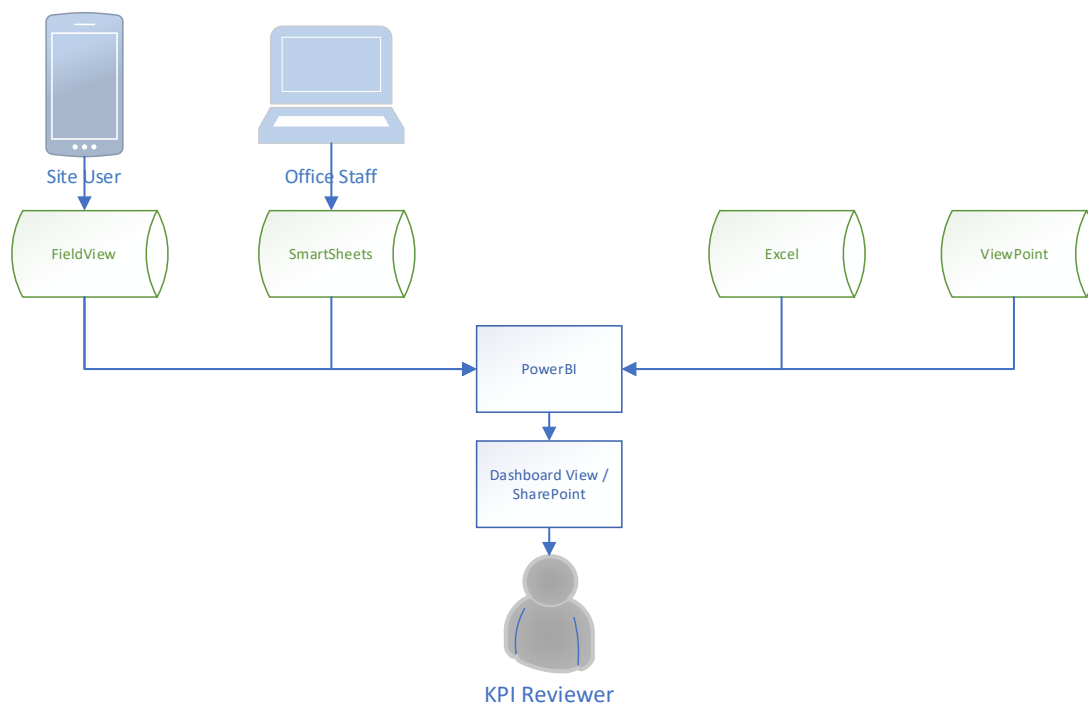 Site User
Office Staff
FieldView
SmartSheets
Excel
ViewPoint
PowerBI
Dashboard View /
SharePoint
KPI Reviewer